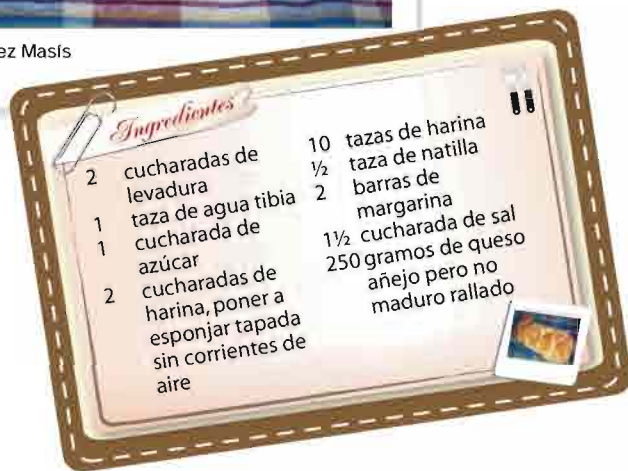 ez Masís
Ingredientes
2 cucharadas de
levadura
1 taza de agua tibia
1 cucharada de
azúcar
2 cucharadas de
harina, poner a
esponjar tapada
sin corrientes de
aire
10 tazas de harina
½ taza de natilla
2 barras de
margarina
1½ cucharada de sal
250 gramos de queso
añejo pero no
maduro rallado